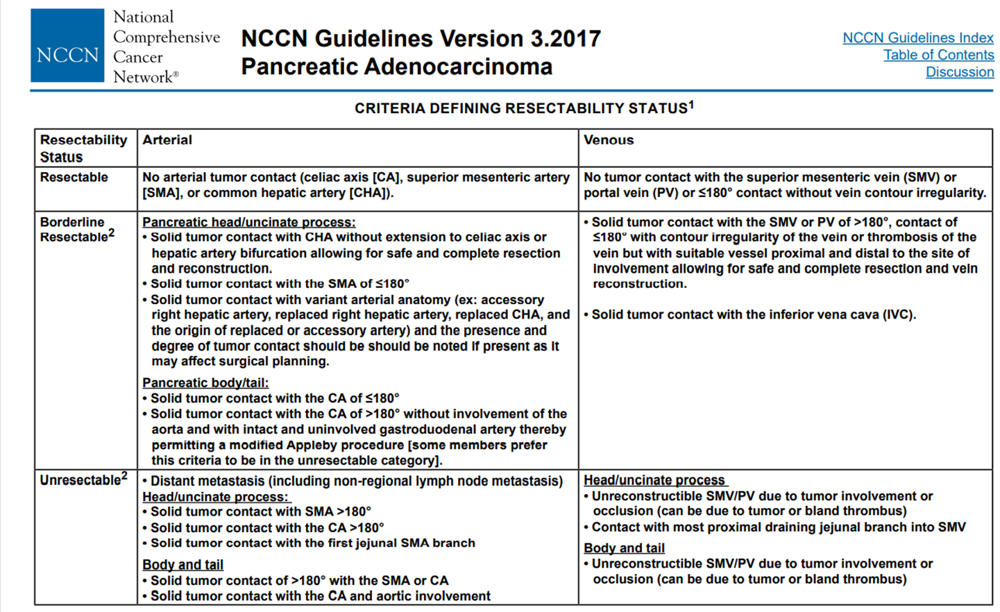 NCCN
National
Comprehensive
Cancer
Network®
NCCN Guidelines Version 3.2017
Pancreatic Adenocarcinoma
NCCN Guidelines Index
Table of Contents
Discussion
CRITERIA DEFINING RESECTABILITY STATUS1
Resectability
Status
Arterial
Venous
Resectable
No arterial tumor contact (celiac axis [CA], superior mesenteric artery
[SMA], or common hepatic artery [CHA]).
No tumor contact with the superior mesenteric vein (SMV) or
portal vein (PV) or ≤180° contact without vein contour irregularity.
Borderline
Resectable2
Pancreatic head/uncinate process:
• Solid tumor contact with CHA without extension to celiac axis or
hepatic artery bifurcation allowing for safe and complete resection
and reconstruction.
• Solid tumor contact with the SMA of ≤180°
• Solid tumor contact with variant arterial anatomy (ex: accessory
right hepatic artery, replaced right hepatic artery, replaced CHA, and
the origin of replaced or accessory artery) and the presence and
degree of tumor contact should be should be noted if present as it
may affect surgical planning.
Pancreatic body/tail:
• Solid tumor contact with the CA of ≤180°
• Solid tumor contact with the CA of >180° without involvement of the
aorta and with intact and uninvolved gastroduodenal artery thereby
permitting a modified Appleby procedure [some members prefer
this criteria to be in the unresectable category].
• Solid tumor contact with the SMV or PV of >180°, contact of
≤180° with contour irregularity of the vein or thrombosis of the
vein but with suitable vessel proximal and distal to the site of
involvement allowing for safe and complete resection and vein
reconstruction.
• Solid tumor contact with the inferior vena cava (IVC).
Unresectable2
• Distant metastasis (including non-regional lymph node metastasis)
Head/uncinate process:
• Solid tumor contact with SMA >180°
• Solid tumor contact with the CA >180°
• Solid tumor contact with the first jejunal SMA branch
Body and tail
• Solid tumor contact of >180° with the SMA or CA
• Solid tumor contact with the CA and aortic involvement
Head/uncinate process
• Unreconstructible SMV/PV due to tumor involvement or
occlusion (can be due to tumor or bland thrombus)
• Contact with most proximal draining jejunal branch into SMV
Body and tail
• Unreconstructible SMV/PV due to tumor involvement or
occlusion (can be due to tumor or bland thrombus)